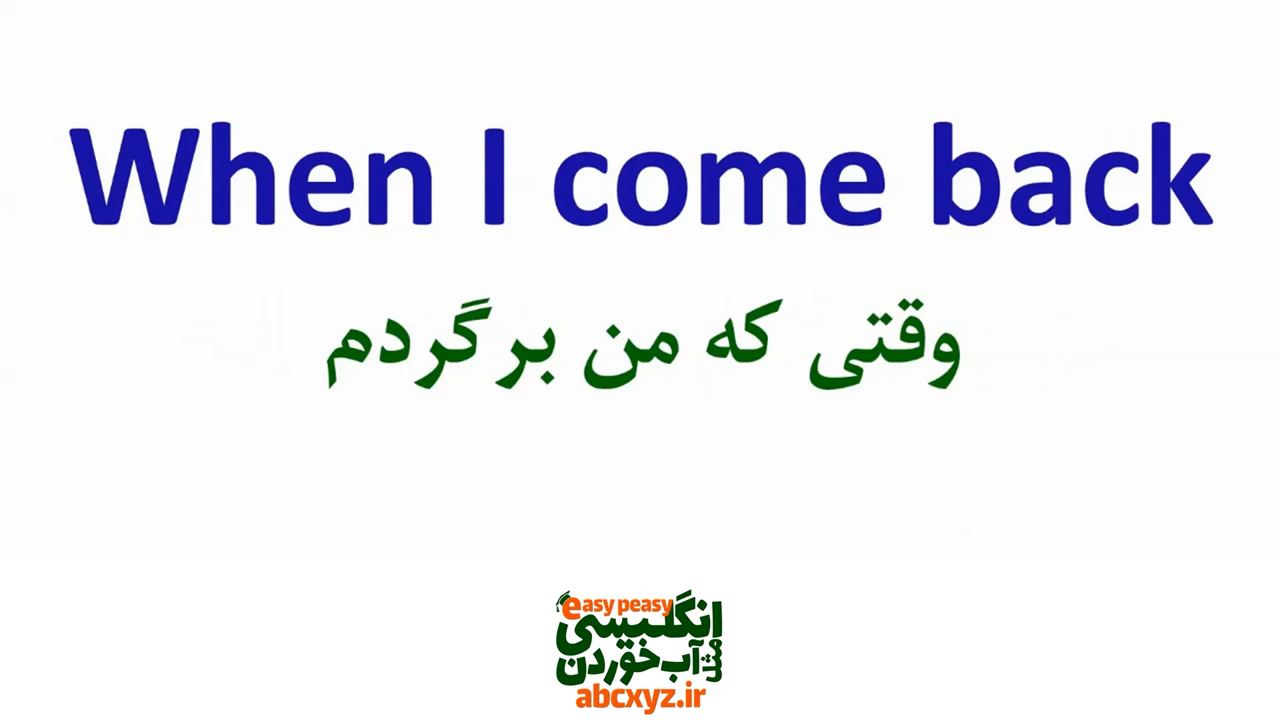 When I come back
وقتی که من برگردم
easy peasy
انگلیسی
مثل آب خوردن
abcxyz.ir